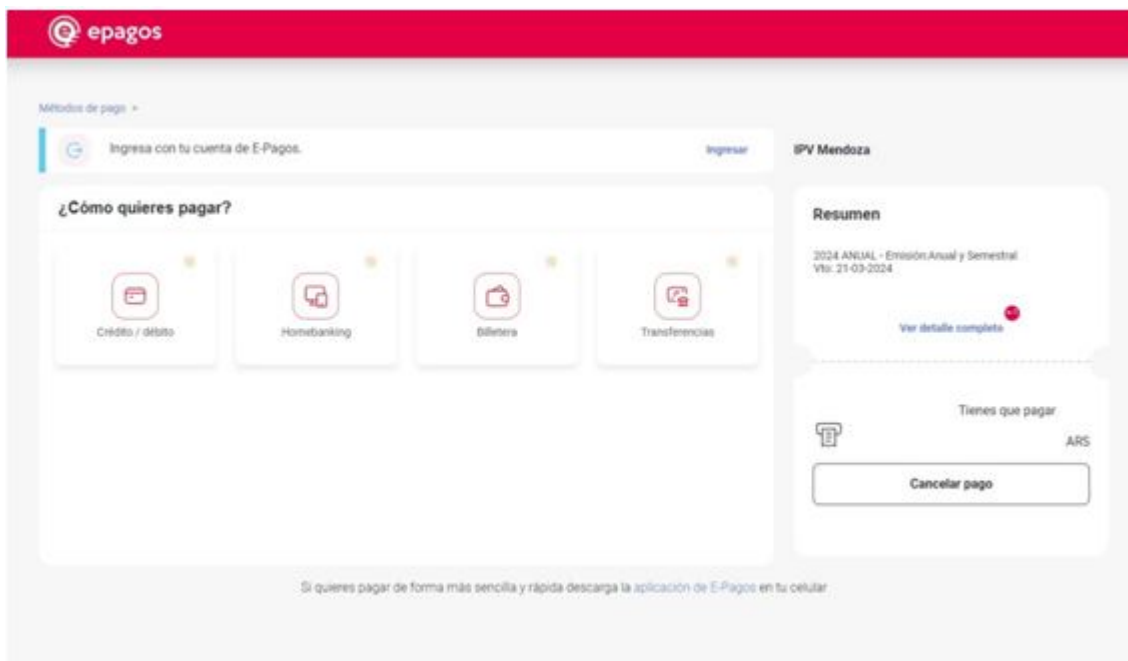 epagos
Métodos de pago >
Ingresa con tu cuenta de E-Pagos.
Ingresar
¿Cómo quieres pagar?
Crédito / débito
Homebanking
Billetera
Transferencias
IPV Mendoza
Resumen
2024 ANUAL - Emisión Anual y Semestral
Vto: 21-03-2024
Ver detalle completo
Tienes que pagar
ARS
Cancelar pago
Si quieres pagar de forma más sencilla y rápida descarga la aplicación de E-Pagos en tu celular